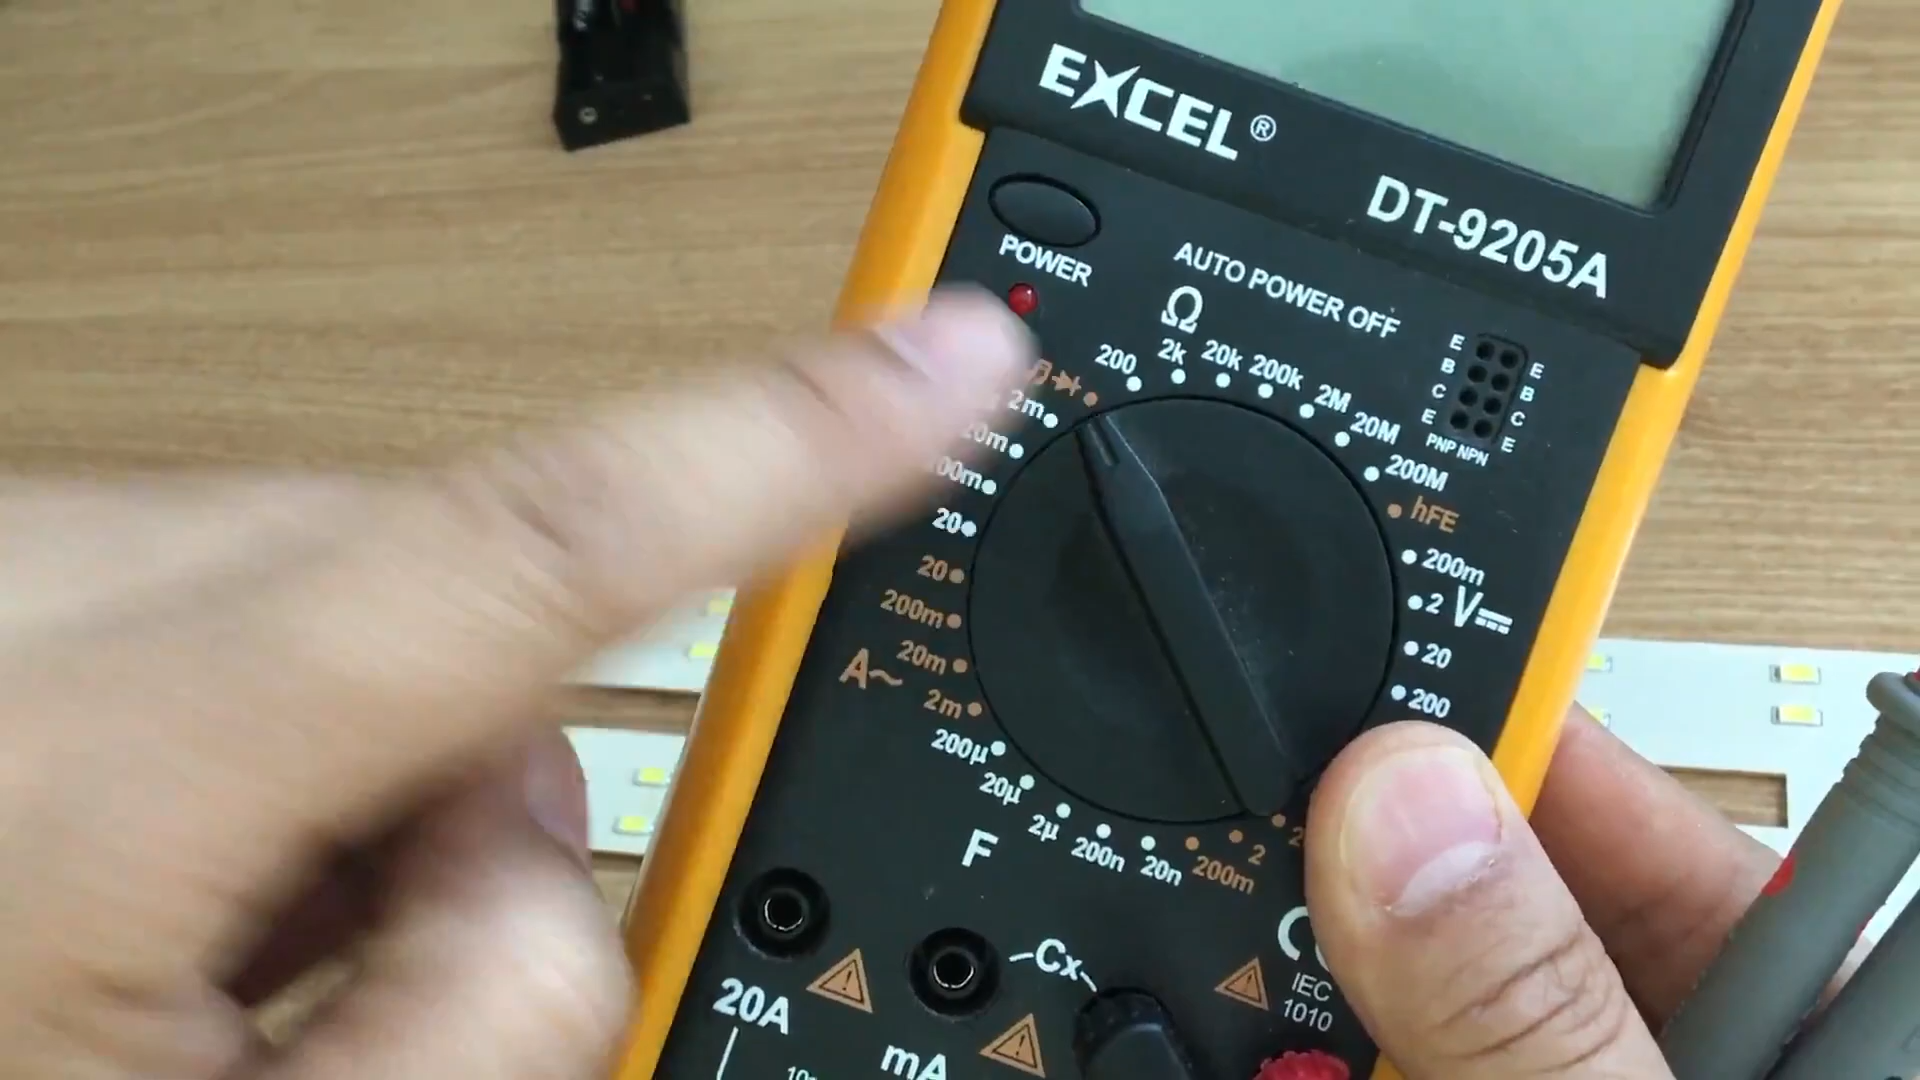 EXCEL®
DT-9205A
POWER
AUTO POWER OFF
Ω
200
2k
20k
200k
2M
20M
200M
hFE
E
B
C
E
E
B
C
E
PNP NPN
2m
20
20
200m
20m
2m
A~
200m
2
V
20
200
200µ
20µ
2µ
200n
20n
200m
2
F
Cx
20A
mA
IEC
1010